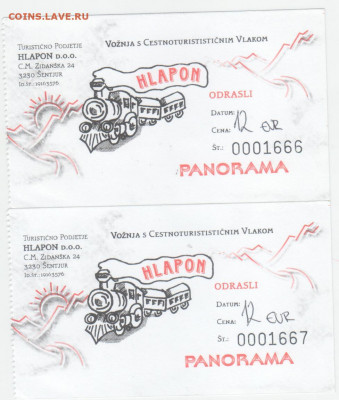 COINS.LAVE.RU
TURISTIČNO PODJETJE
HLAPON D.O.O.
C.M. ZIDANŠKA 24
3230 ŠENTJUR
VOŽNJA S CESTNOTURISTISTIČNIM VLAKOM
HLAPON
ODRASLI
DATUM:
CENA: 12 EUR
ŠT.: 0001666
PANORAMA
TURISTIČNO PODJETJE
HLAPON D.O.O.
C.M. ZIDANŠKA 24
3230 ŠENTJUR
VOŽNJA S CESTNOTURISTISTIČNIM VLAKOM
HLAPON
ODRASLI
DATUM:
CENA: 12 EUR
ŠT.: 0001667
PANORAMA